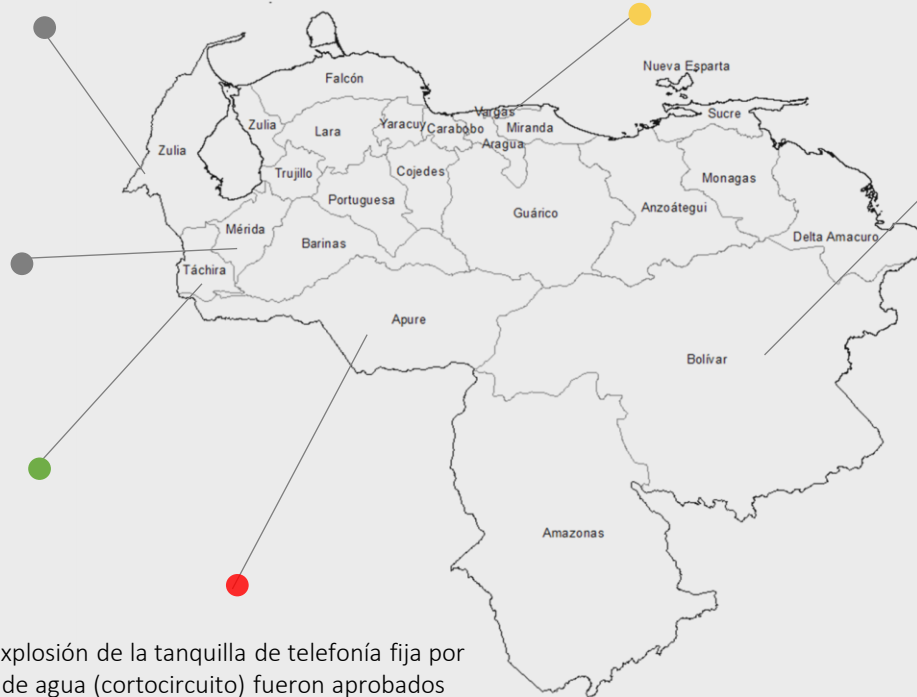 Nueva Esparta
Falcón
Vargas
Sucre
Zulia
Lara
Yaracuy
Carabobo
Miranda
Aragua
Zulia
Trujillo
Cojedes
Monagas
Portuguesa
Guárico
Anzoátegui
Mérida
Barinas
Delta Amacuro
Táchira
Apure
Bolívar
Amazonas
xplosión de la tanquilla de telefonía fija por
de agua (cortocircuito) fueron aprobados